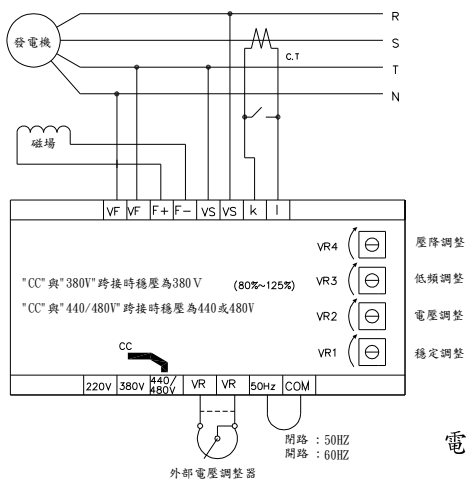 發電機
R
S
T
N
C.T
磁場
VF VF F+ F- VS VS k l
VR4 壓降調整
VR3 低頻調整
VR2 電壓調整
VR1 穩定調整
"CC"與"380V"跨接時穩壓為380V (80%~125%)
"CC"與"440/480V"跨接時穩壓為440或480V
CC
220V 380V 440/480V VR VR 50Hz COM
閉路：50HZ
開路：60HZ
外部電壓調整器
電